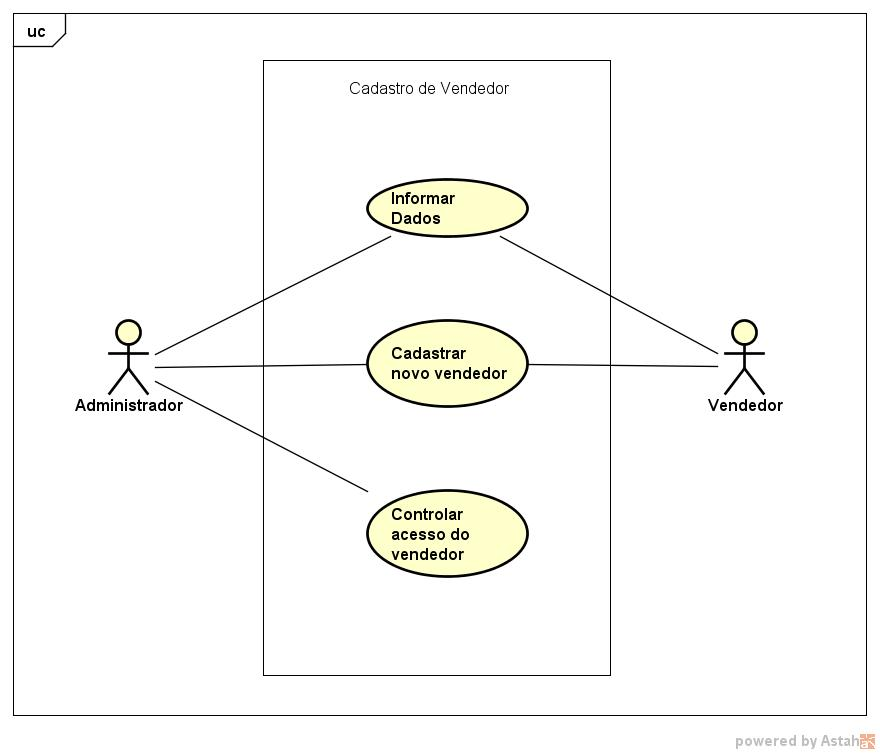 uc
Cadastro de Vendedor
Informar
Dados
Cadastrar
novo vendedor
Administrador
Vendedor
Controlar
acesso do
vendedor
powered by Astah